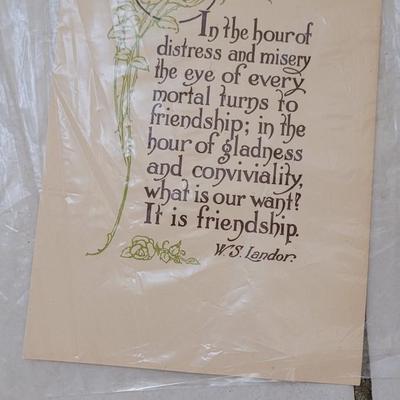 In the hour of
distress and misery
the eye of every
mortal turns to
friendship; in the
hour of gladness
and conviviality,
what is our want?
It is friendship.
W.S. Landor.